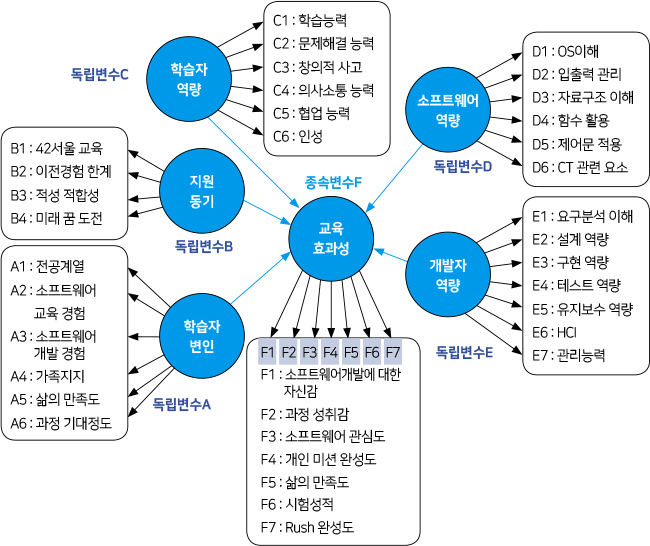 독립변수C
학습자
역량
C1 : 학습능력
C2 : 문제해결 능력
C3 : 창의적 사고
C4 : 의사소통 능력
C5 : 협업 능력
C6 : 인성
소프트웨어
역량
독립변수D
D1 : OS이해
D2 : 입출력 관리
D3 : 자료구조 이해
D4 : 함수 활용
D5 : 제어문 적용
D6 : CT 관련 요소
B1 : 42서울 교육
B2 : 이전경험 한계
B3 : 적성 적합성
B4 : 미래 꿈 도전
지원
동기
독립변수B
종속변수F
교육
효과성
개발자
역량
독립변수E
E1 : 요구분석 이해
E2 : 설계 역량
E3 : 구현 역량
E4 : 테스트 역량
E5 : 유지보수 역량
E6 : HCI
E7 : 관리능력
A1 : 전공계열
A2 : 소프트웨어
교육 경험
A3 : 소프트웨어
개발 경험
A4 : 가족지지
A5 : 삶의 만족도
A6 : 과정 기대정도
학습자
변인
독립변수A
F1 F2 F3 F4 F5 F6 F7
F1 : 소프트웨어개발에 대한
자신감
F2 : 과정 성취감
F3 : 소프트웨어 관심도
F4 : 개인 미션 완성도
F5 : 삶의 만족도
F6 : 시험성적
F7 : Rush 완성도